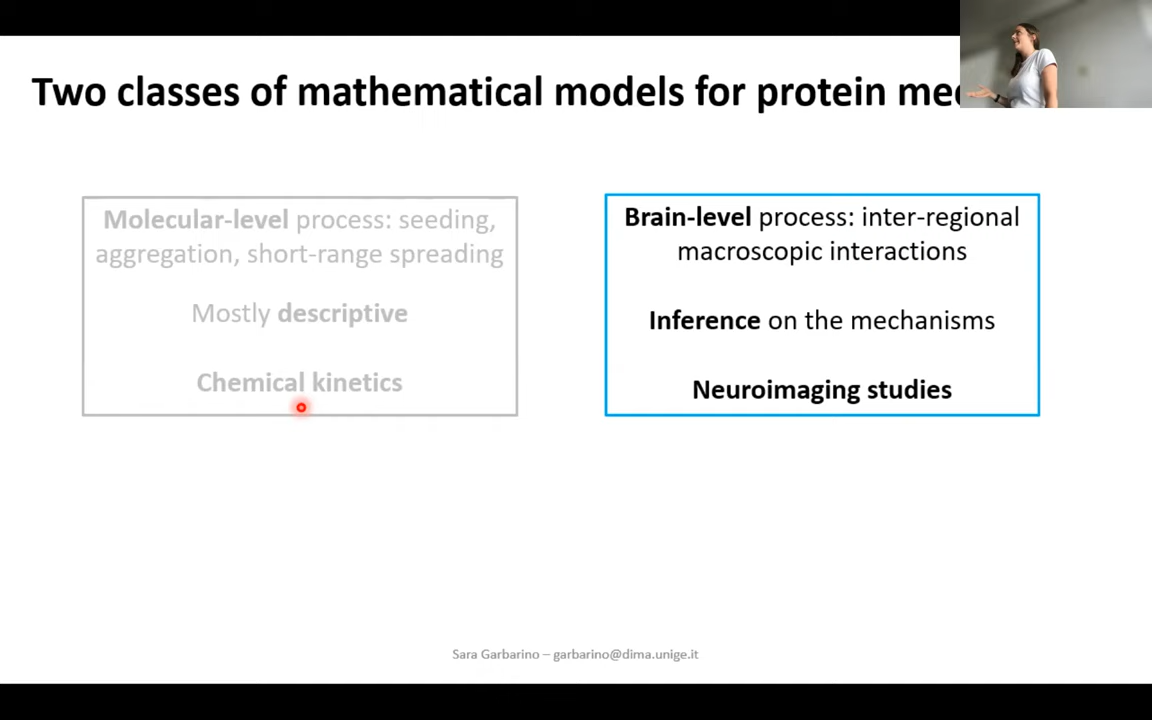 Two classes of mathematical models for protein
Molecular-level process: seeding,
aggregation, short-range spreading
Mostly descriptive
Chemical kinetics
Brain-level process: inter-regional
macroscopic interactions
Inference on the mechanisms
Neuroimaging studies
Sara Garbarino – garbarino@dima.unige.it